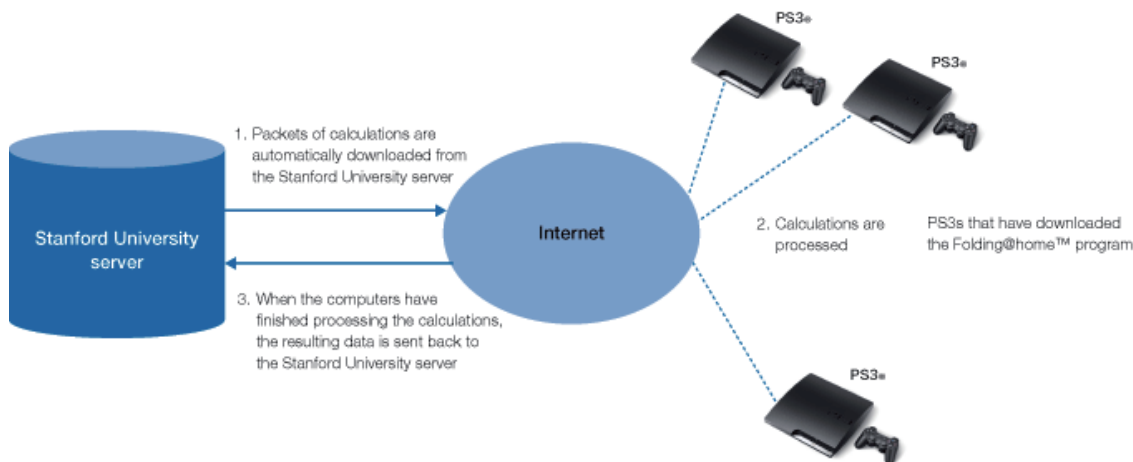 PS3®
PS3®
1. Packets of calculations are
automatically downloaded from
the Stanford University server
Stanford University
server
Internet
2. Calculations are
processed
PS3s that have downloaded
the Folding@home™ program
3. When the computers have
finished processing the calculations,
the resulting data is sent back to
the Stanford University server
PS3®